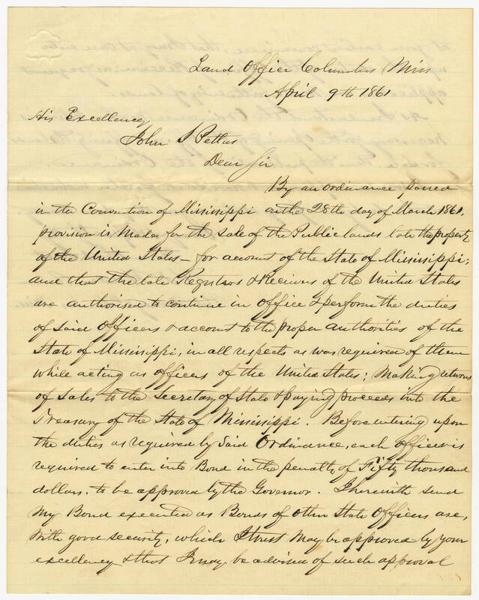 Land Office Columbus Miss
April 9th 1861
His Excellency
John J Pettus
Dear Sir
By an ordinance passed
in the Convention of Mississippi on the 28th day of March 1861,
provision is made for the sale of the Public lands late the property
of the United States – for account of the State of Mississippi;
and that the late Registers & Receivers of the United States
are authorised to continue in office & perform the duties
of said officers & account to the proper authorities of the
State of Mississippi, in all respects as was required of them
while acting as officers of the United States; Making returns
of sales to the Secretary of State & paying proceeds into the
Treasury of the State of Mississippi. Before entering upon
the duties as required by said Ordinance, each officer is
required to enter into Bond in the penalty of Fifty thousand
dollars. to be approved by the Governor. I herewith send
my Bond executed as Bonds of other State Officers are,
with good security, which I trust may be approved by your
excellency & that I may be advised of such approval